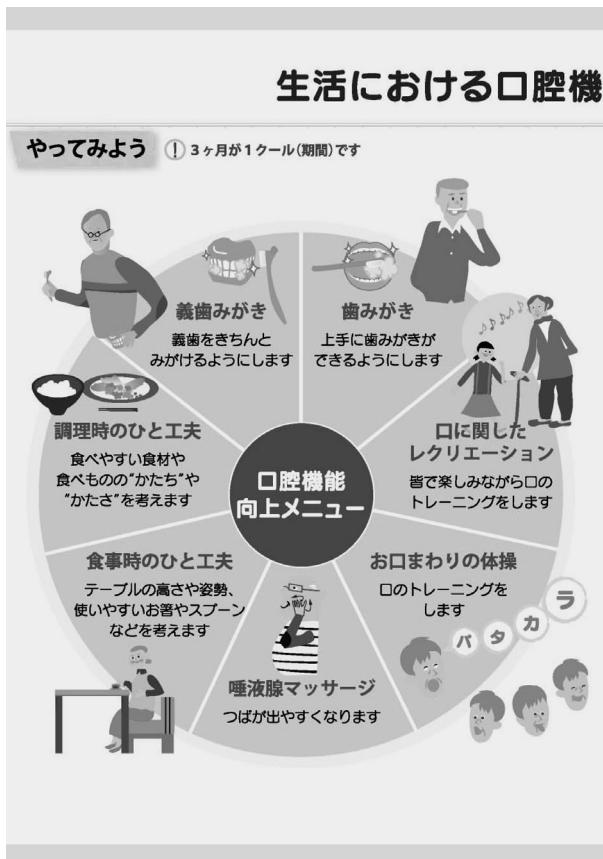 生活における口腔機
やってみよう
! 3ヶ月が1クール(期間)です
義歯みがき
義歯をきちんと
みがけるようにします
歯みがき
上手に歯みがきが
できるようにします
口に関した
レクリエーション
皆で楽しみながら口の
トレーニングをします
お口まわりの体操
口のトレーニングを
します
パ タ カ ラ
唾液腺マッサージ
つばが出やすくなります
食事時のひと工夫
テーブルの高さや姿勢、
使いやすいお箸やスプーン
などを考えます
調理時のひと工夫
食べやすい食材や
食べものの"かたち"や
"かたさ"を考えます
口腔機能
向上メニュー